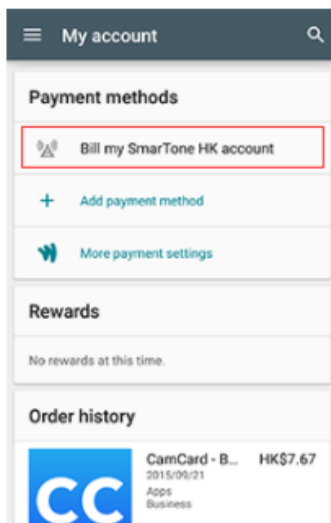 My account
Payment methods
Bill my SmarTone HK account
Add payment method
More payment settings
Rewards
No rewards at this time.
Order history
CamCard - B... HK$7.67
2015/09/21
Apps
Business
CC